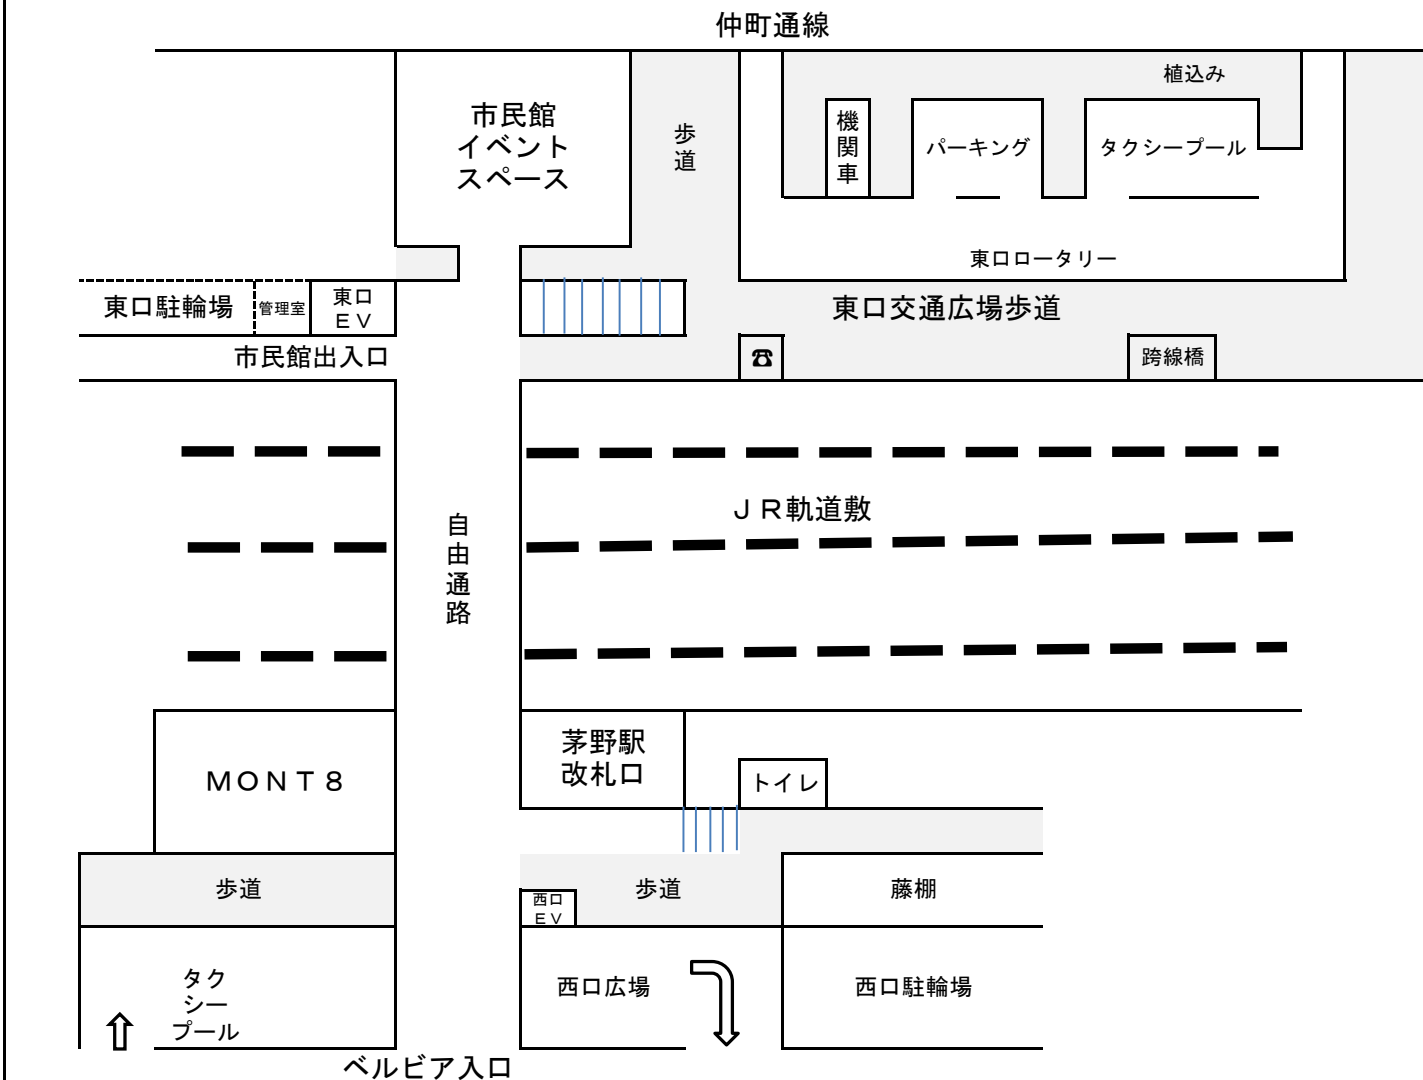 仲町通線
植込み
市民館
イベント
スペース
歩
道
機
関
車
パーキング
タクシープール
東口ロータリー
東口駐輪場
管理室
東口
ＥＶ
東口交通広場歩道
市民館出入口
☎
跨線橋
ＪＲ軌道敷
自
由
通
路
茅野駅
改札口
ＭＯＮＴ８
トイレ
歩道
西口
ＥＶ
歩道
藤棚
タク
シー
プール
西口広場
西口駐輪場
ベルビア入口